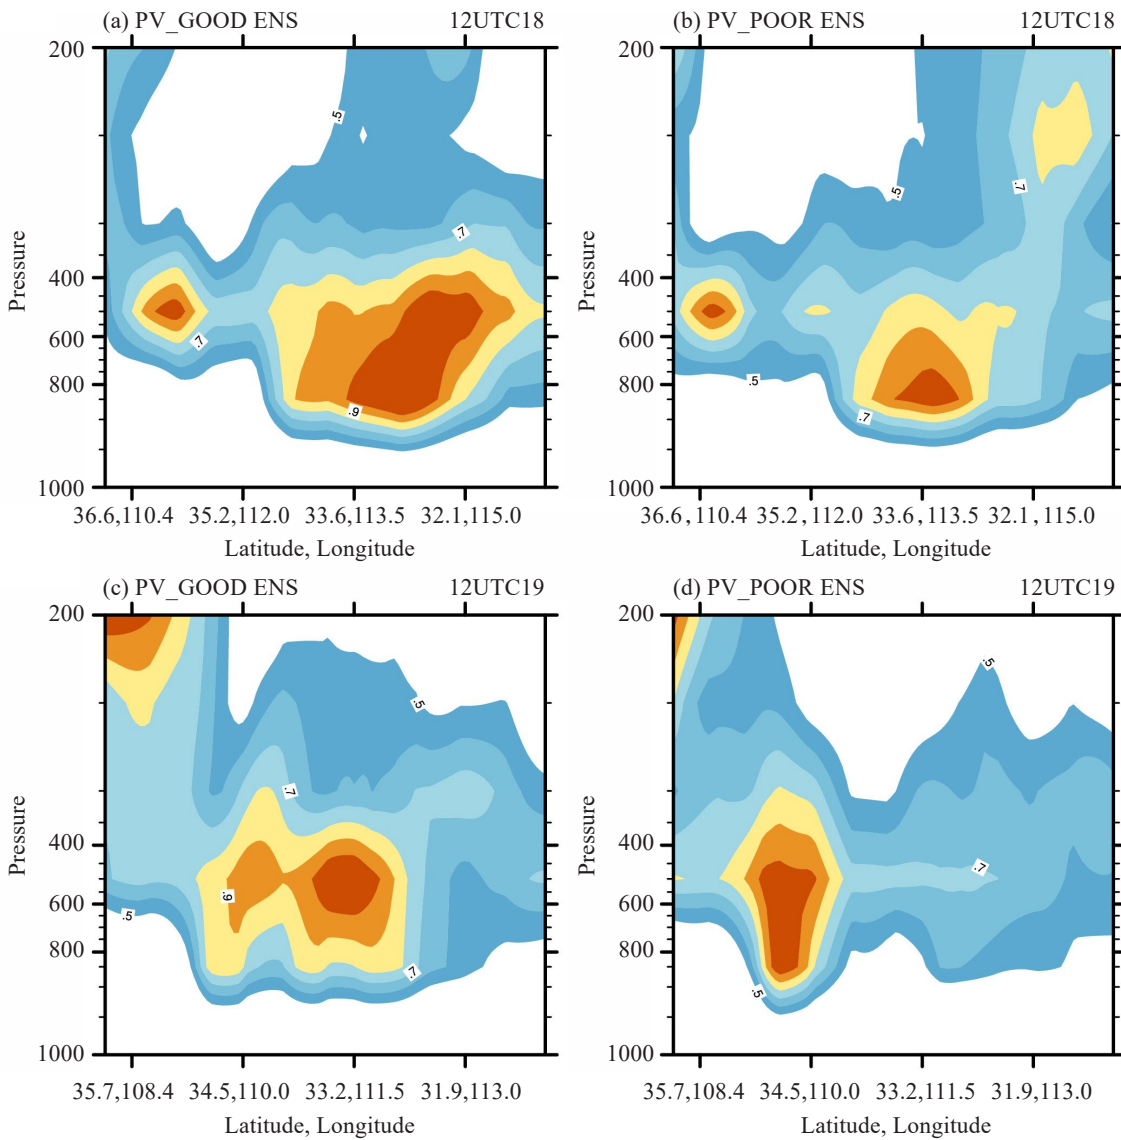 (a) PV_GOOD ENS 12UTC18
200
400
600
800
1000
Pressure
.5
.7
.7
.9
36.6,110.4 35.2,112.0 33.6,113.5 32.1,115.0
Latitude, Longitude
(b) PV_POOR ENS 12UTC18
200
400
600
800
1000
Pressure
.5
.7
.5
.7
36.6,110.4 35.2,112.0 33.6,113.5 32.1,115.0
Latitude, Longitude
(c) PV_GOOD ENS 12UTC19
200
400
600
800
1000
Pressure
.5
.7
.9
.5
.7
35.7,108.4 34.5,110.0 33.2,111.5 31.9,113.0
Latitude, Longitude
(d) PV_POOR ENS 12UTC19
200
400
600
800
1000
Pressure
.5
.7
.5
35.7,108.4 34.5,110.0 33.2,111.5 31.9,113.0
Latitude, Longitude